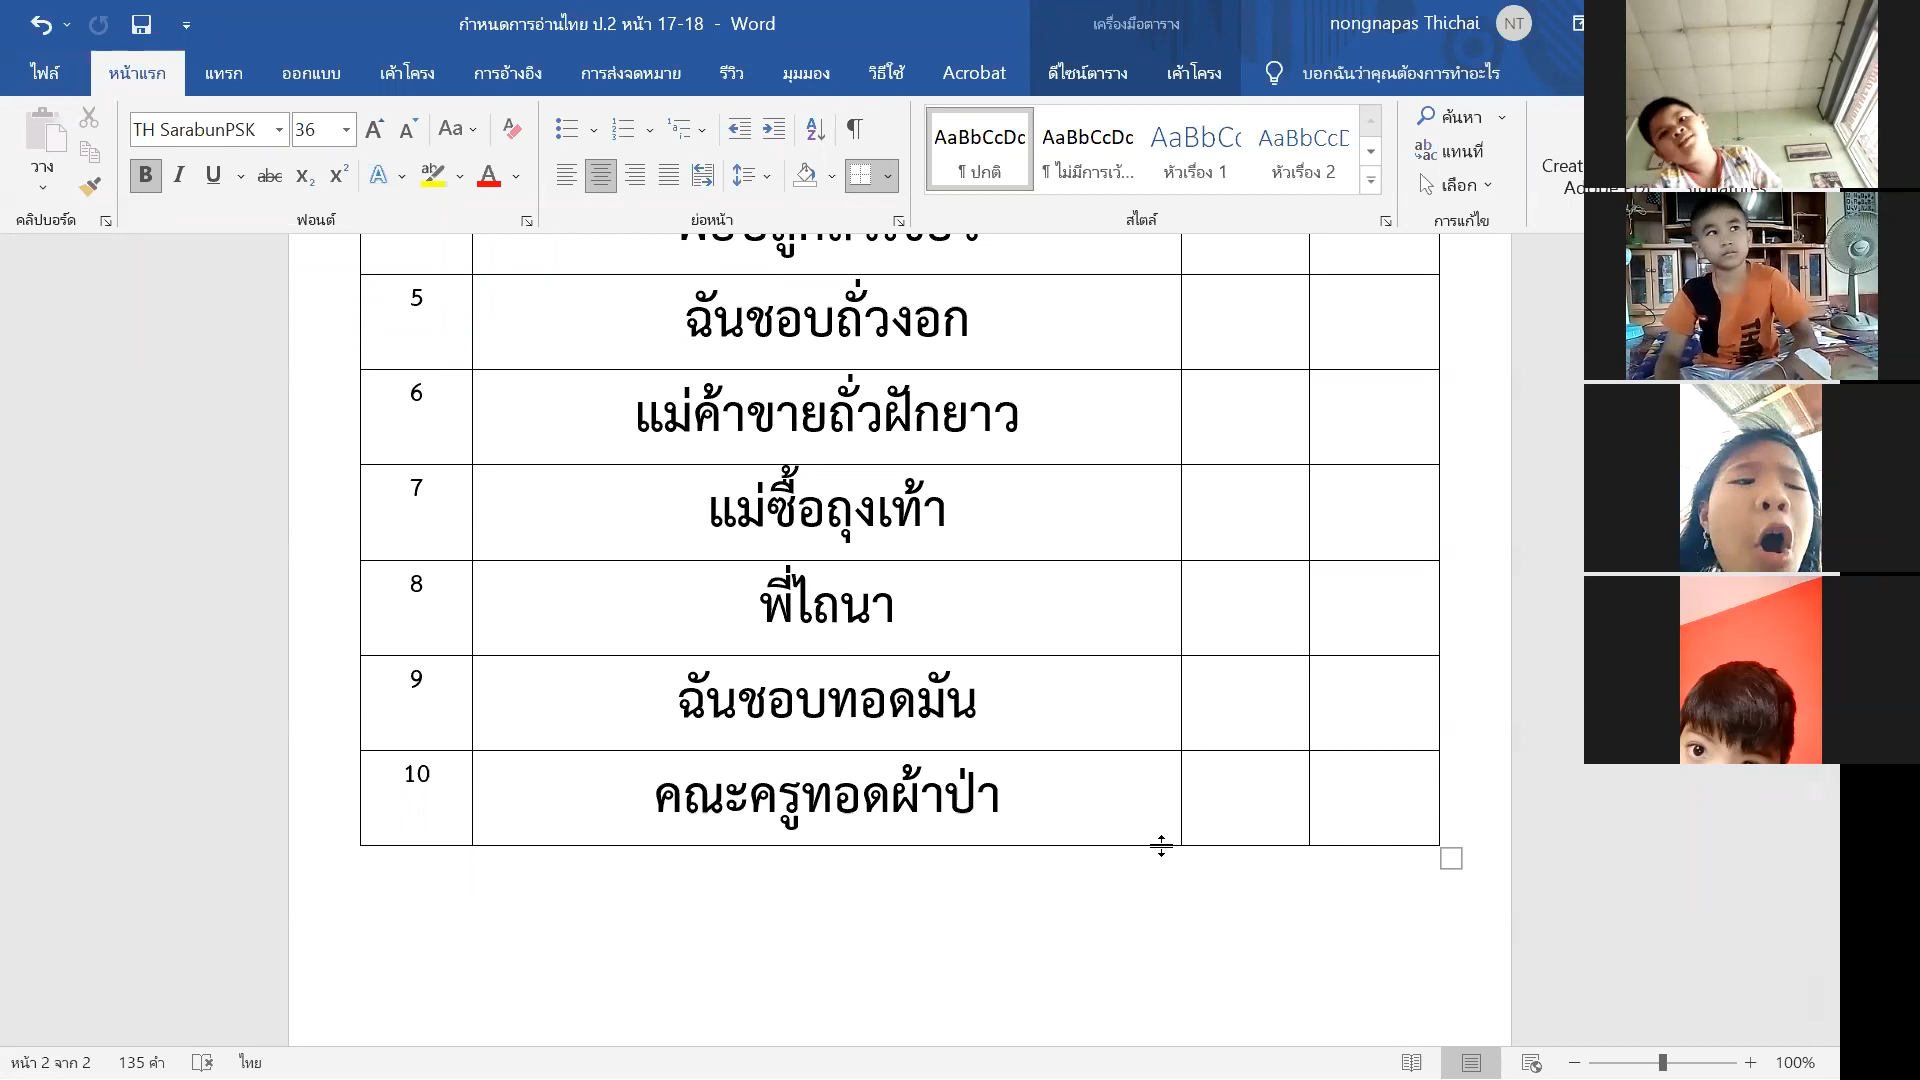 กำหนดการอ่านไทย ป.2 หน้า 17-18 - Word
เครื่องมือตาราง
nongnapas Thichai
NT
ไฟล์ หน้าแรก แทรก ออกแบบ เค้าโครง การอ้างอิง การส่งจดหมาย รีวิว มุมมอง วิธีใช้ Acrobat ดีไซน์ตาราง เค้าโครง บอกฉันว่าคุณต้องการทำอะไร
วาง
คลิปบอร์ด
TH SarabunPSK 36
Aa
B I U abc X₂ X² A ab A
ฟอนต์
ย่อหน้า
AaBbCcDc AaBbCcDc AaBbCc AaBbCcD
¶ ปกติ ¶ ไม่มีการเว้... หัวเรื่อง 1 หัวเรื่อง 2
สไตล์
ค้นหา
แทนที่
เลือก
การแก้ไข
Creat
5 ฉันชอบถั่วงอก
6 แม่ค้าขายถั่วฝักยาว
7 แม่ซื้อถุงเท้า
8 พี่ไถนา
9 ฉันชอบทอดมัน
10 คณะครูทอดผ้าป่า
หน้า 2 จาก 2 135 คำ ไทย
100%